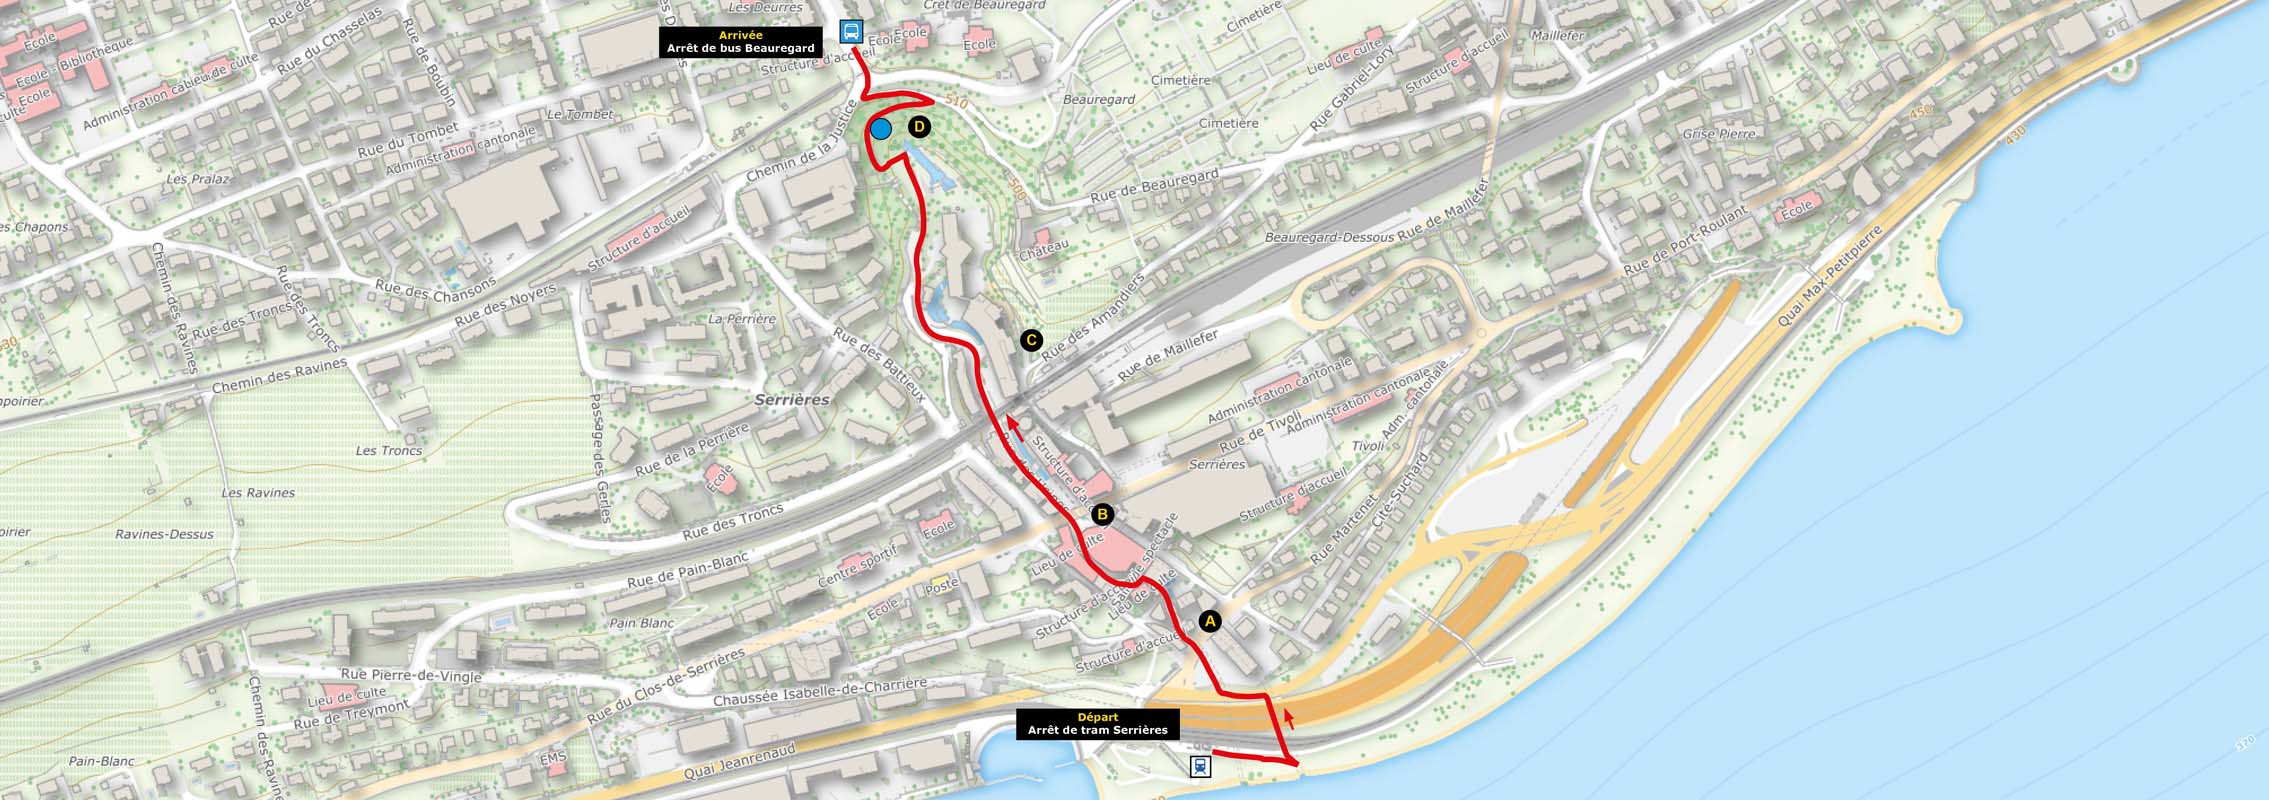 Rue de
Rue du Chasselas
Les Deurres
Crêt de Beauregard
Cimetière
Ecole
Arrivée
Arrêt de bus Beauregard
Ecole
Ecole
Ecole
Structure d'accueil
Lieu de culte
Structure d'accueil
Maillefer
Ecole - Bibliothèque
Ecole
culte
Administration cantonale
Lieu de culte
Rue de Boubin
Cimetière
Rue Gabriel-Lory
Le Tombet
Beauregard
510
Cimetière
450
430
Grise Pierre
D
Rue du Tombet
Administration cantonale
Chemin de la Justice
Les Pralaz
500
Rue de Beauregard
es Chapons
Structure d'accueil
Château
Beauregard-Dessous
Rue de Maillefer
Ecole
Rue de Port-Roulant
Chemin des Ravines
Rue des Troncs
Rue des Chansons
Rue des Noyers
Rue des Troncs
La Perrière
Rue des Battieux
Rue des Amandiers
Quai Max-Petitpierre
C
Rue de Maillefer
Chemin des Ravines
mpoirier
Serrières
Passage des Gerles
Administration cantonale
Administration cantonale
Adm. cantonale
Rue de Tivoli
Tivoli
Les Troncs
Rue de la Perrière
Ecole
Structure d'accueil
Serrières
Structure d'accueil
Les Ravines
Cité-Suchard
Rue Martenet
Rue des Troncs
B
Ravines-Dessus
poirier
Ecole
Lieu de culte
Salle de spectacle
Rue de Pain-Blanc
Centre sportif
Poste
Ecole
Structure d'accueil
Lieu de culte
Pain Blanc
A
Structure d'accueil
Rue Pierre-de-Vingle
Rue du Clos-de-Serrières
Chaussée Isabelle-de-Charrière
Lieu de culte
Rue de Treymont
Chemin des Ravines
Départ
Arrêt de tram Serrières
Quai Jeanrenaud
EMS
Pain-Blanc
370